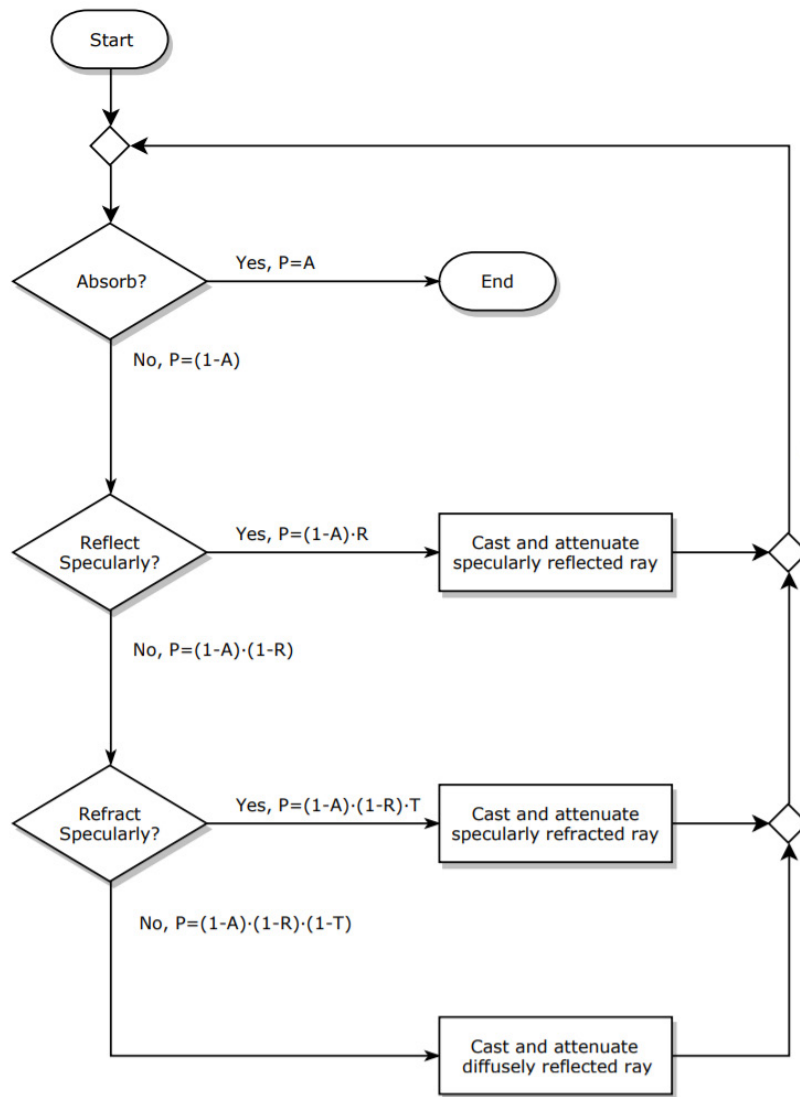 Start
Absorb?
Yes, P=A
End
No, P=(1-A)
Reflect
Specularly?
Yes, P=(1-A)·R
Cast and attenuate
specularly reflected ray
No, P=(1-A)·(1-R)
Refract
Specularly?
Yes, P=(1-A)·(1-R)·T
Cast and attenuate
specularly refracted ray
No, P=(1-A)·(1-R)·(1-T)
Cast and attenuate
diffusely reflected ray